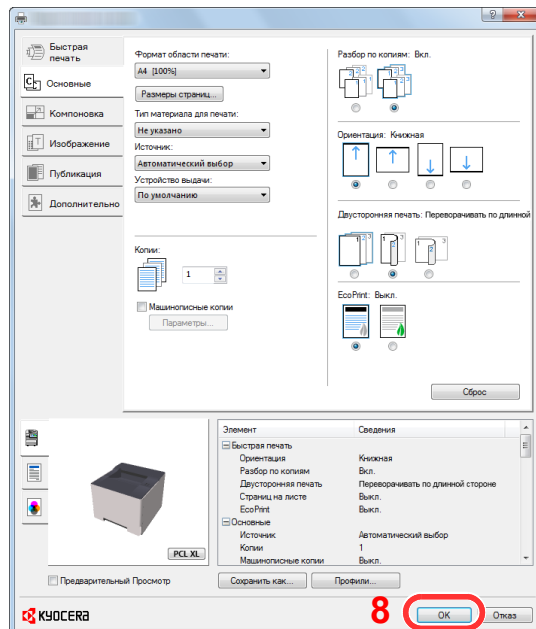 Быстрая
печать
Основные
Компоновка
Изображение
Публикация
Дополнительно
Формат области печати:
A4 [100%]
Размеры страниц...
Тип материала для печати:
Не указано
Источник:
Автоматический выбор
Устройство выдачи:
По умолчанию
Копии:
1
Машинописные копии
Параметры...
Разбор по копиям: Вкл.
Ориентация: Книжная
Двусторонняя печать: Переворачивать по длинной
EcoPrint: Выкл.
Сброс
PCL XL
Предварительный Просмотр
Элемент Сведения
Быстрая печать
Ориентация Книжная
Разбор по копиям Вкл.
Двусторонняя печать Переворачивать по длинной стороне
Страниц на листе Выкл.
EcoPrint Выкл.
Основные
Источник Автоматический выбор
Копии 1
Машинописные копии Выкл.
Сохранить как... Профили...
KYOCERA
8 OK Отказ